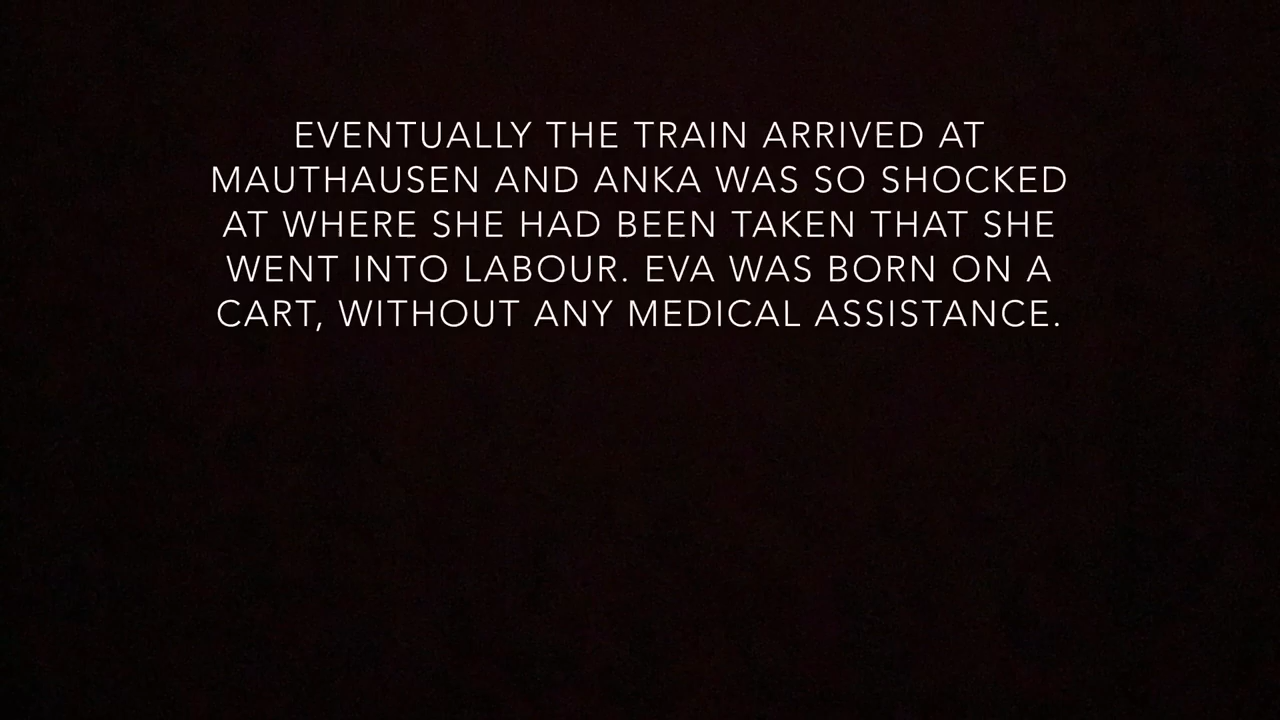 EVENTUALLY THE TRAIN ARRIVED AT
MAUTHAUSEN AND ANKA WAS SO SHOCKED
AT WHERE SHE HAD BEEN TAKEN THAT SHE
WENT INTO LABOUR. EVA WAS BORN ON A
CART, WITHOUT ANY MEDICAL ASSISTANCE.